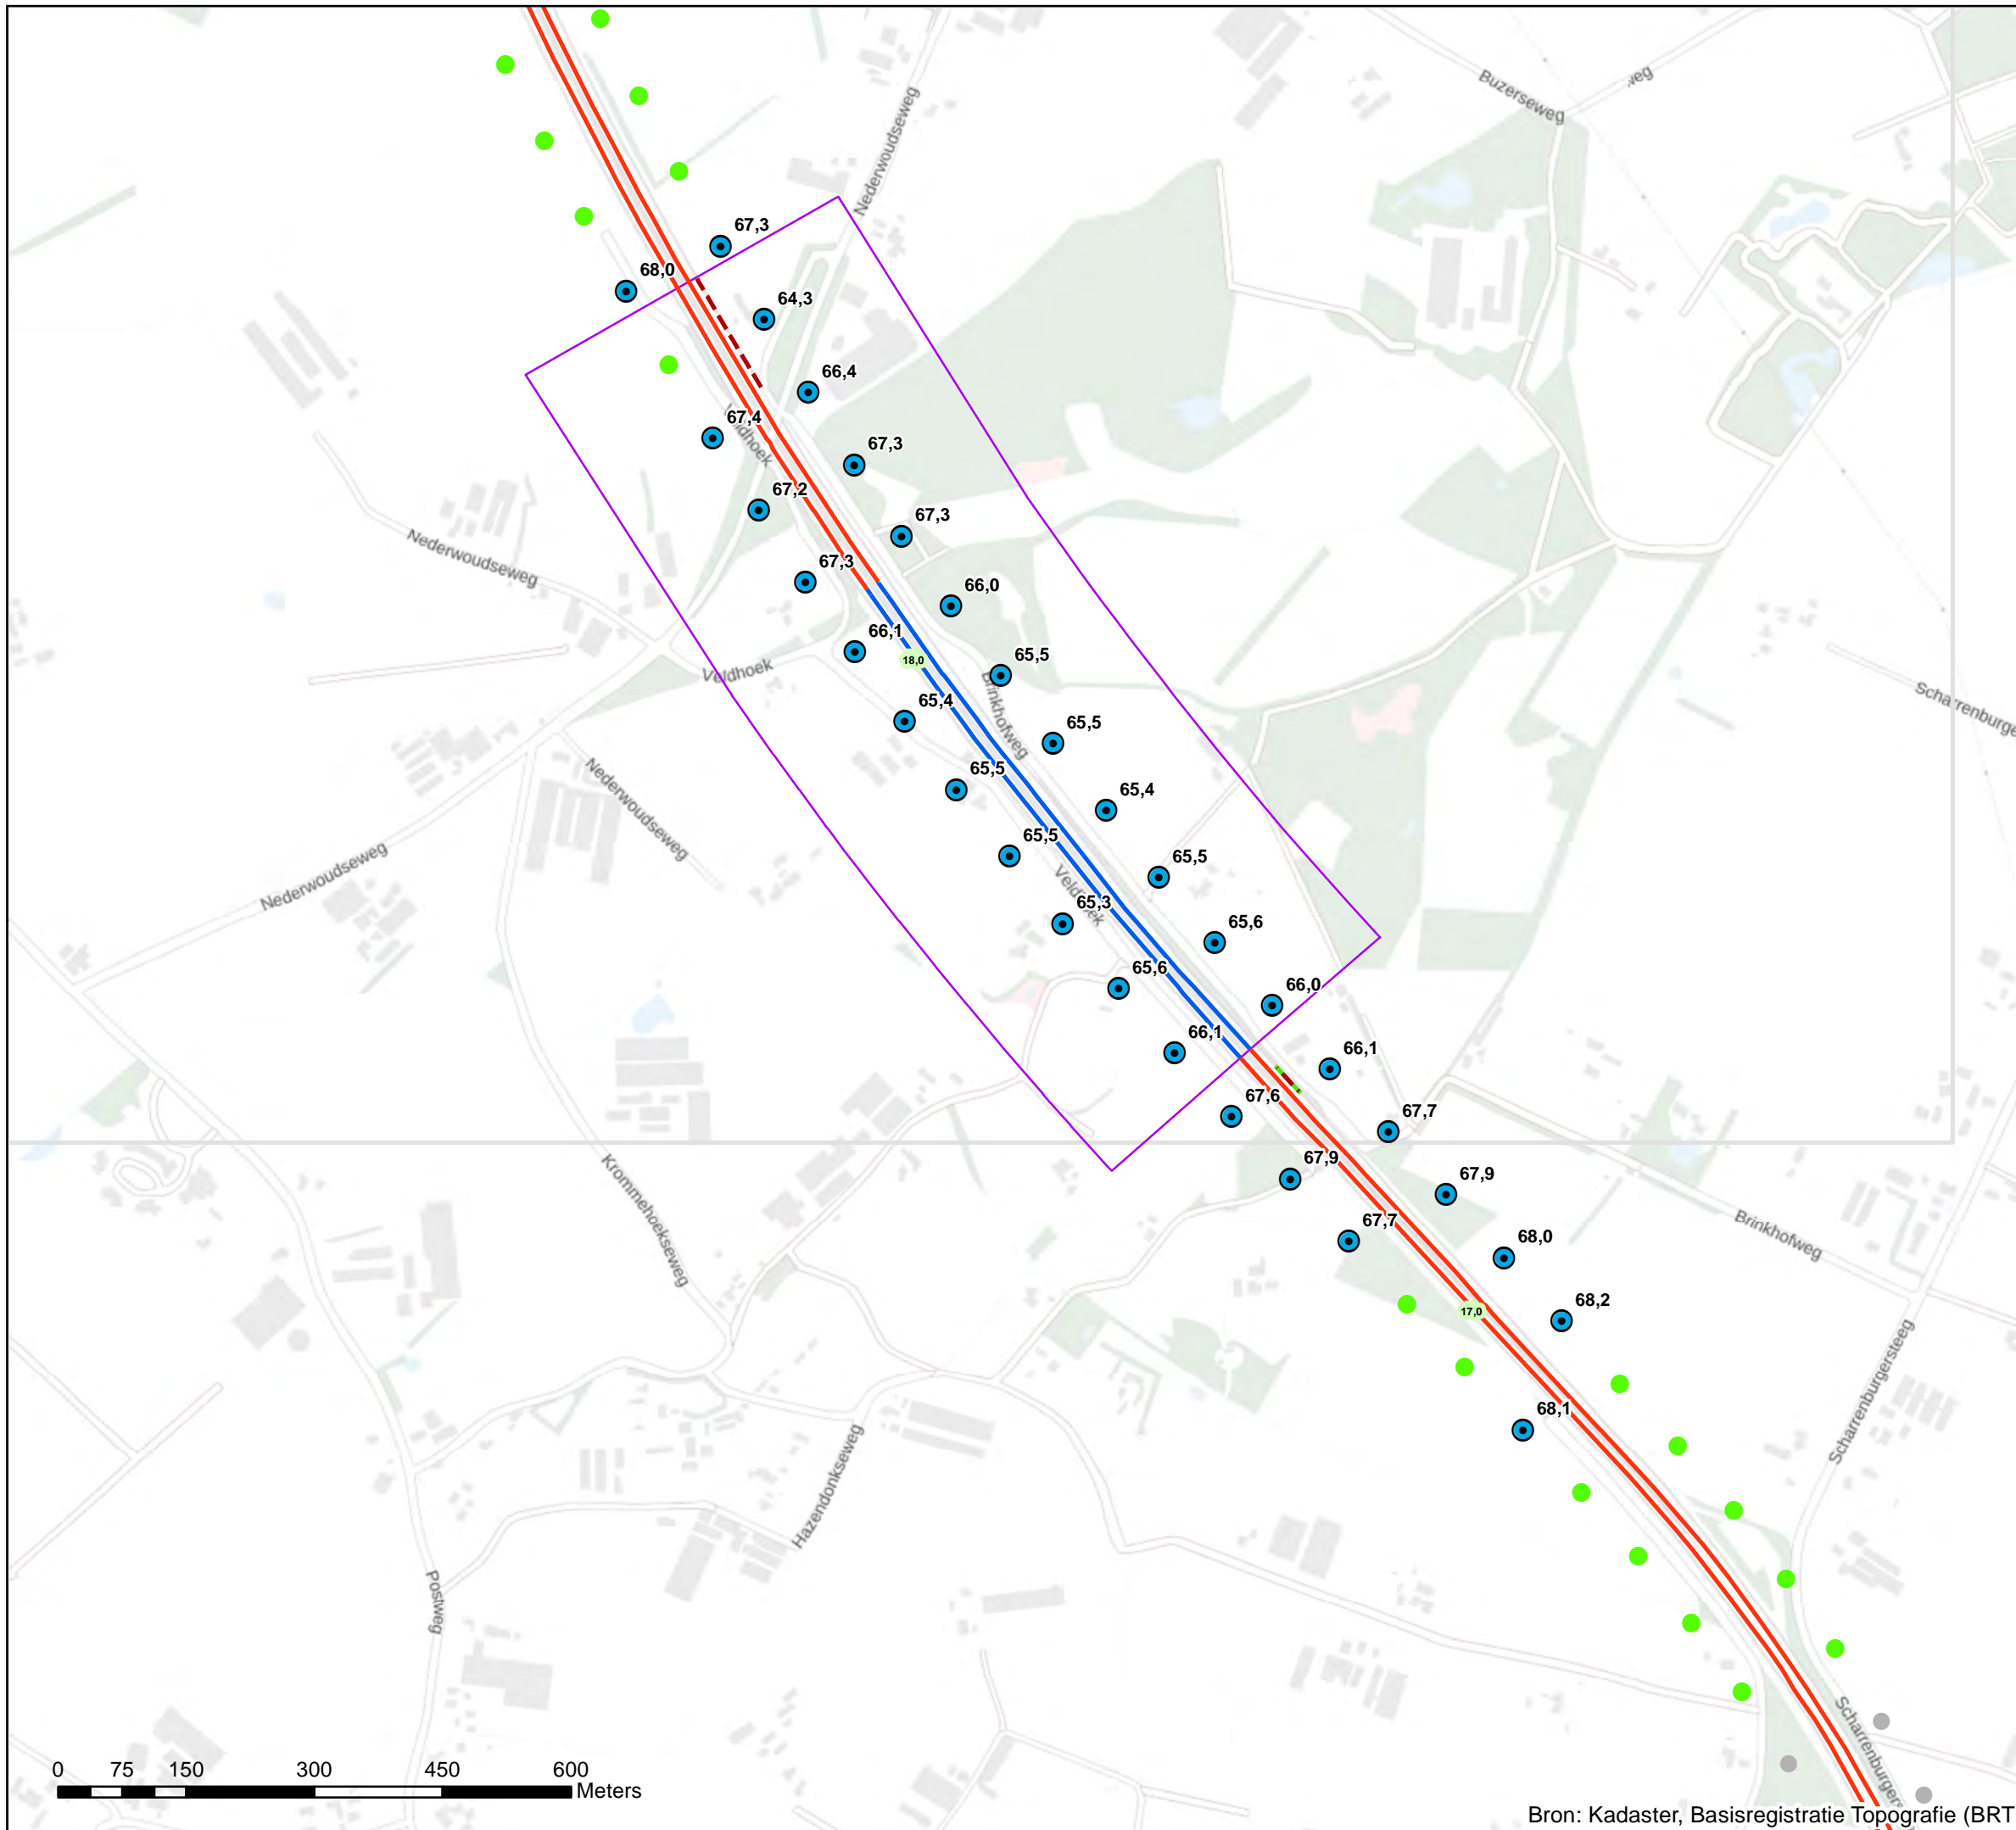 Buzerseweg
weg
Nederwoudseweg
67,3
68,0
64,3
66,4
67,4
67,3
67,2
67,3
Nederwoudseweg
67,3
66,0
66,1
18,0
65,5
Veldhoek
Brinkhofweg
Scharrenburge
65,4
65,5
65,5
Nederwoudseweg
65,4
65,5
65,5
Nederwoudseweg
Veldhoek
65,3
65,6
65,6
66,0
66,1
66,1
67,6
67,7
67,9
67,9
Krommehoekseweg
67,7
68,0
Brinkhofweg
17,0
68,2
Scharrenburgersteeg
68,1
Hazendonkseweg
Postweg
Scharrenburgers
0 75 150 300 450 600
Meters
Bron: Kadaster, Basisregistratie Topografie (BRT